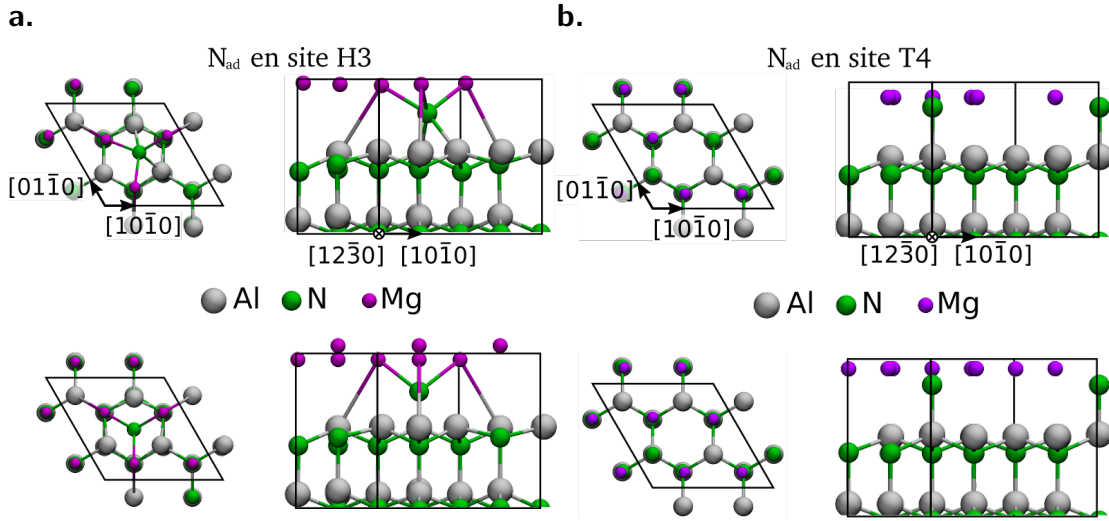 a.
N_ad en site H3
[011̄0]
[101̄0]
[123̄0] [101̄0]
Al N Mg
b.
N_ad en site T4
[011̄0]
[101̄0]
[123̄0] [101̄0]
Al N Mg